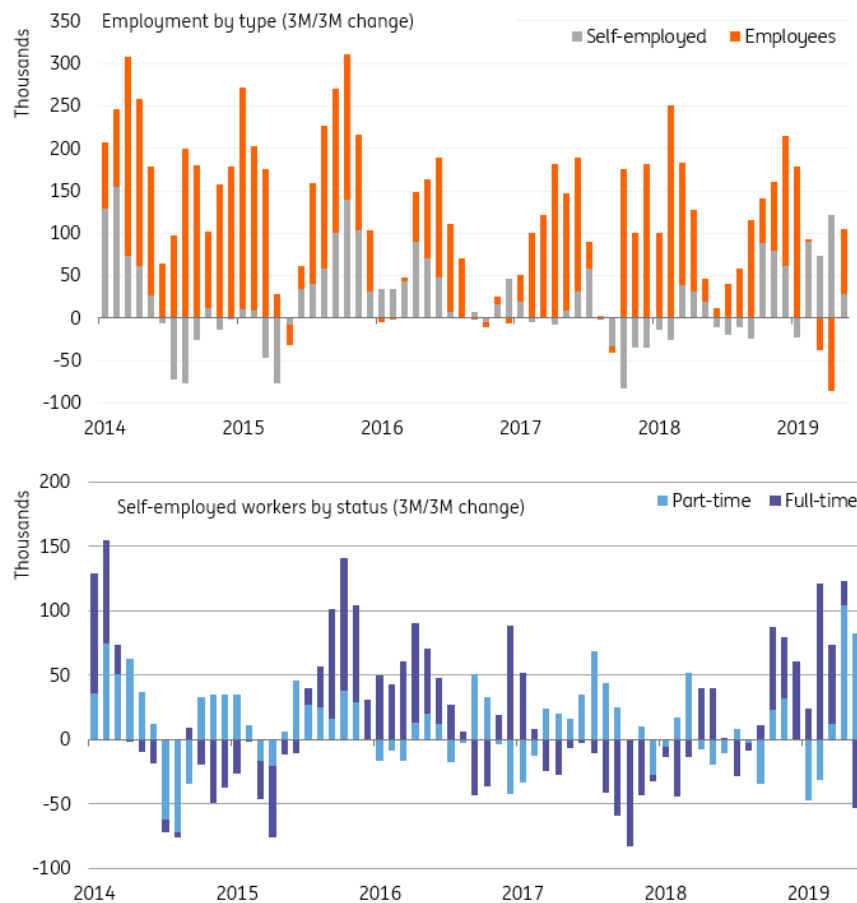 Employment by type (3M/3M change)
Self-employed Employees
Thousands
350
300
250
200
150
100
50
0
-50
-100
2014 2015 2016 2017 2018 2019
Self-employed workers by status (3M/3M change)
Part-time Full-time
Thousands
200
150
100
50
0
-50
-100
2014 2015 2016 2017 2018 2019